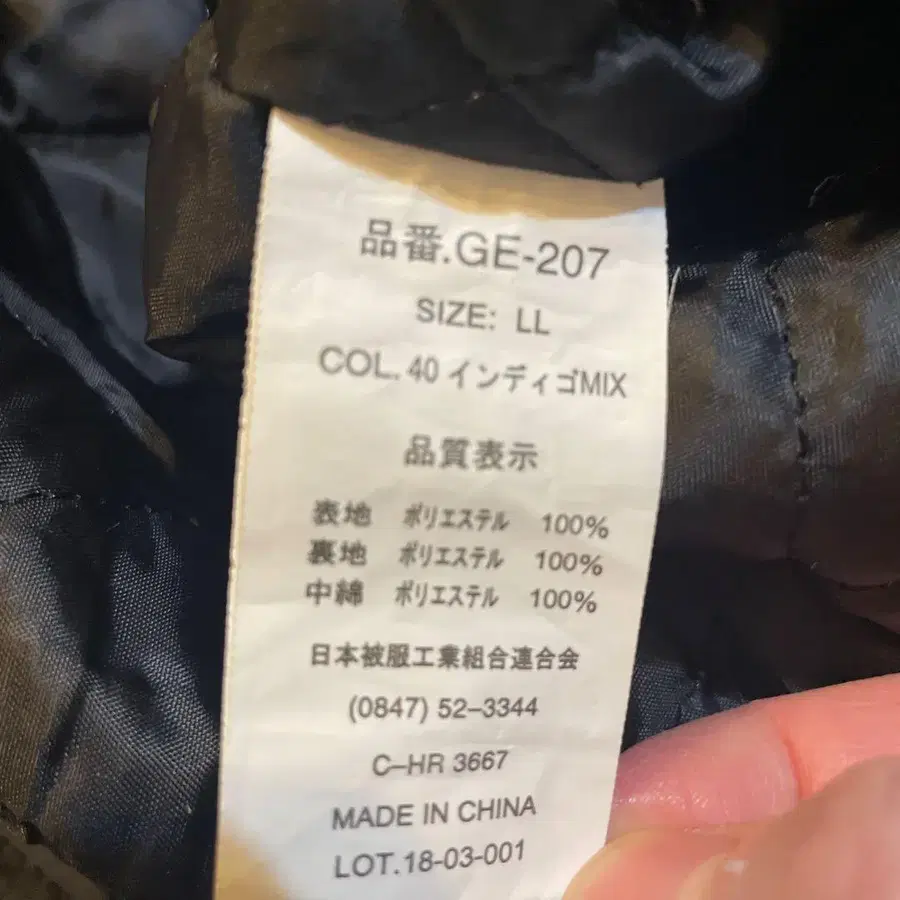 品番.GE-207
SIZE: LL
COL.40 インディゴMIX
品質表示
表地 ポリエステル 100%
裏地 ポリエステル 100%
中綿 ポリエステル 100%
日本被服工業組合連合会
(0847) 52-3344
C-HR 3667
MADE IN CHINA
LOT.18-03-001